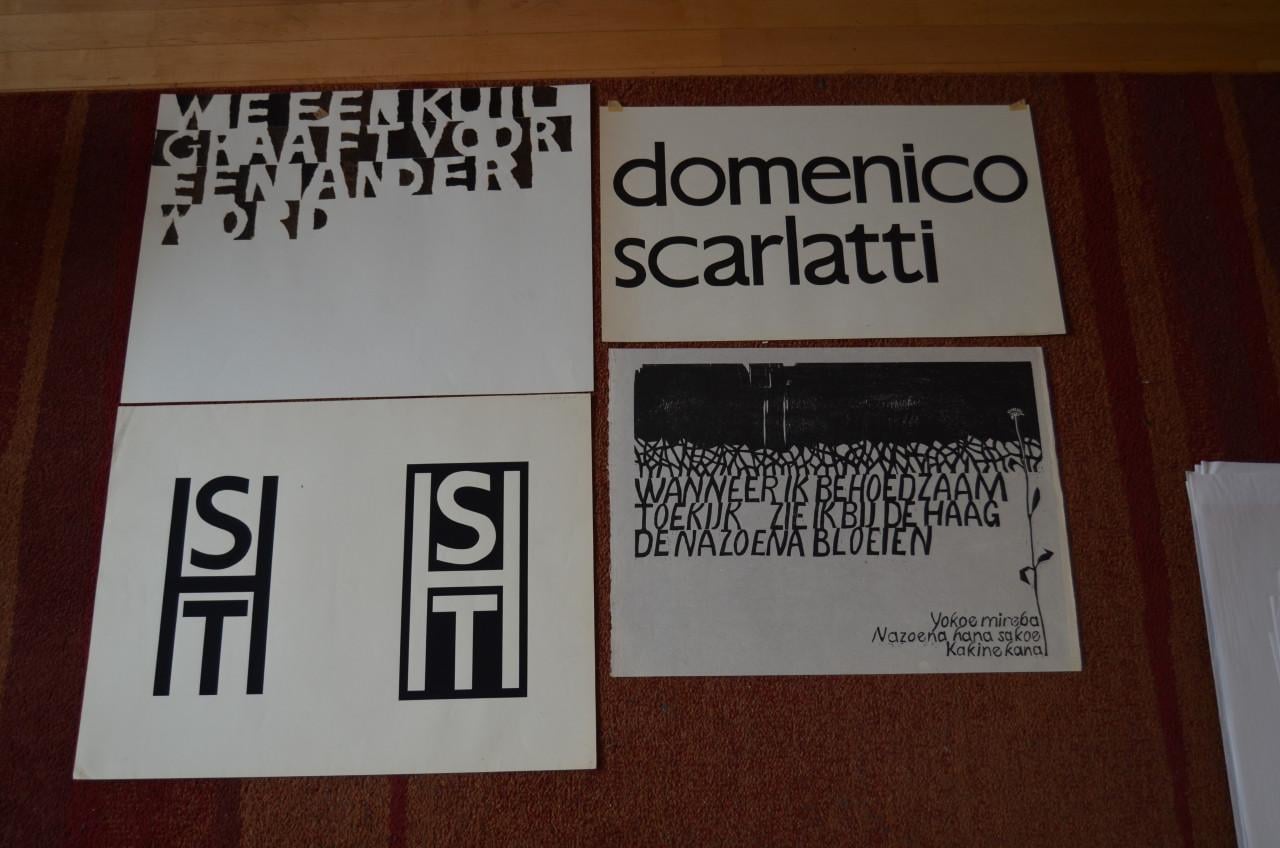 WIE EEN KUIL
GRAAFT VOOR
EEN ANDER
WORD
domenico
scarlatti
S
T
S
T
WANNEER IK BEHOEDZAAM
TOEKIJK ZIE IK BIJ DE HAAG
DE NAZOENA BLOEIEN
Yokoe mireba
Nazoena hana sakoe
Kakine kana